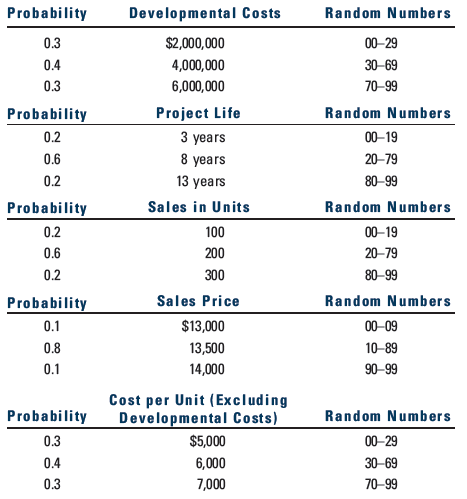 Probability Developmental Costs Random Numbers
0.3 $2,000,000 00–29
0.4 4,000,000 30–69
0.3 6,000,000 70–99
Probability Project Life Random Numbers
0.2 3 years 00–19
0.6 8 years 20–79
0.2 13 years 80–99
Probability Sales in Units Random Numbers
0.2 100 00–19
0.6 200 20–79
0.2 300 80–99
Probability Sales Price Random Numbers
0.1 $13,000 00–09
0.8 13,500 10–89
0.1 14,000 90–99
Cost per Unit (Excluding
Probability Developmental Costs) Random Numbers
0.3 $5,000 00–29
0.4 6,000 30–69
0.3 7,000 70–99